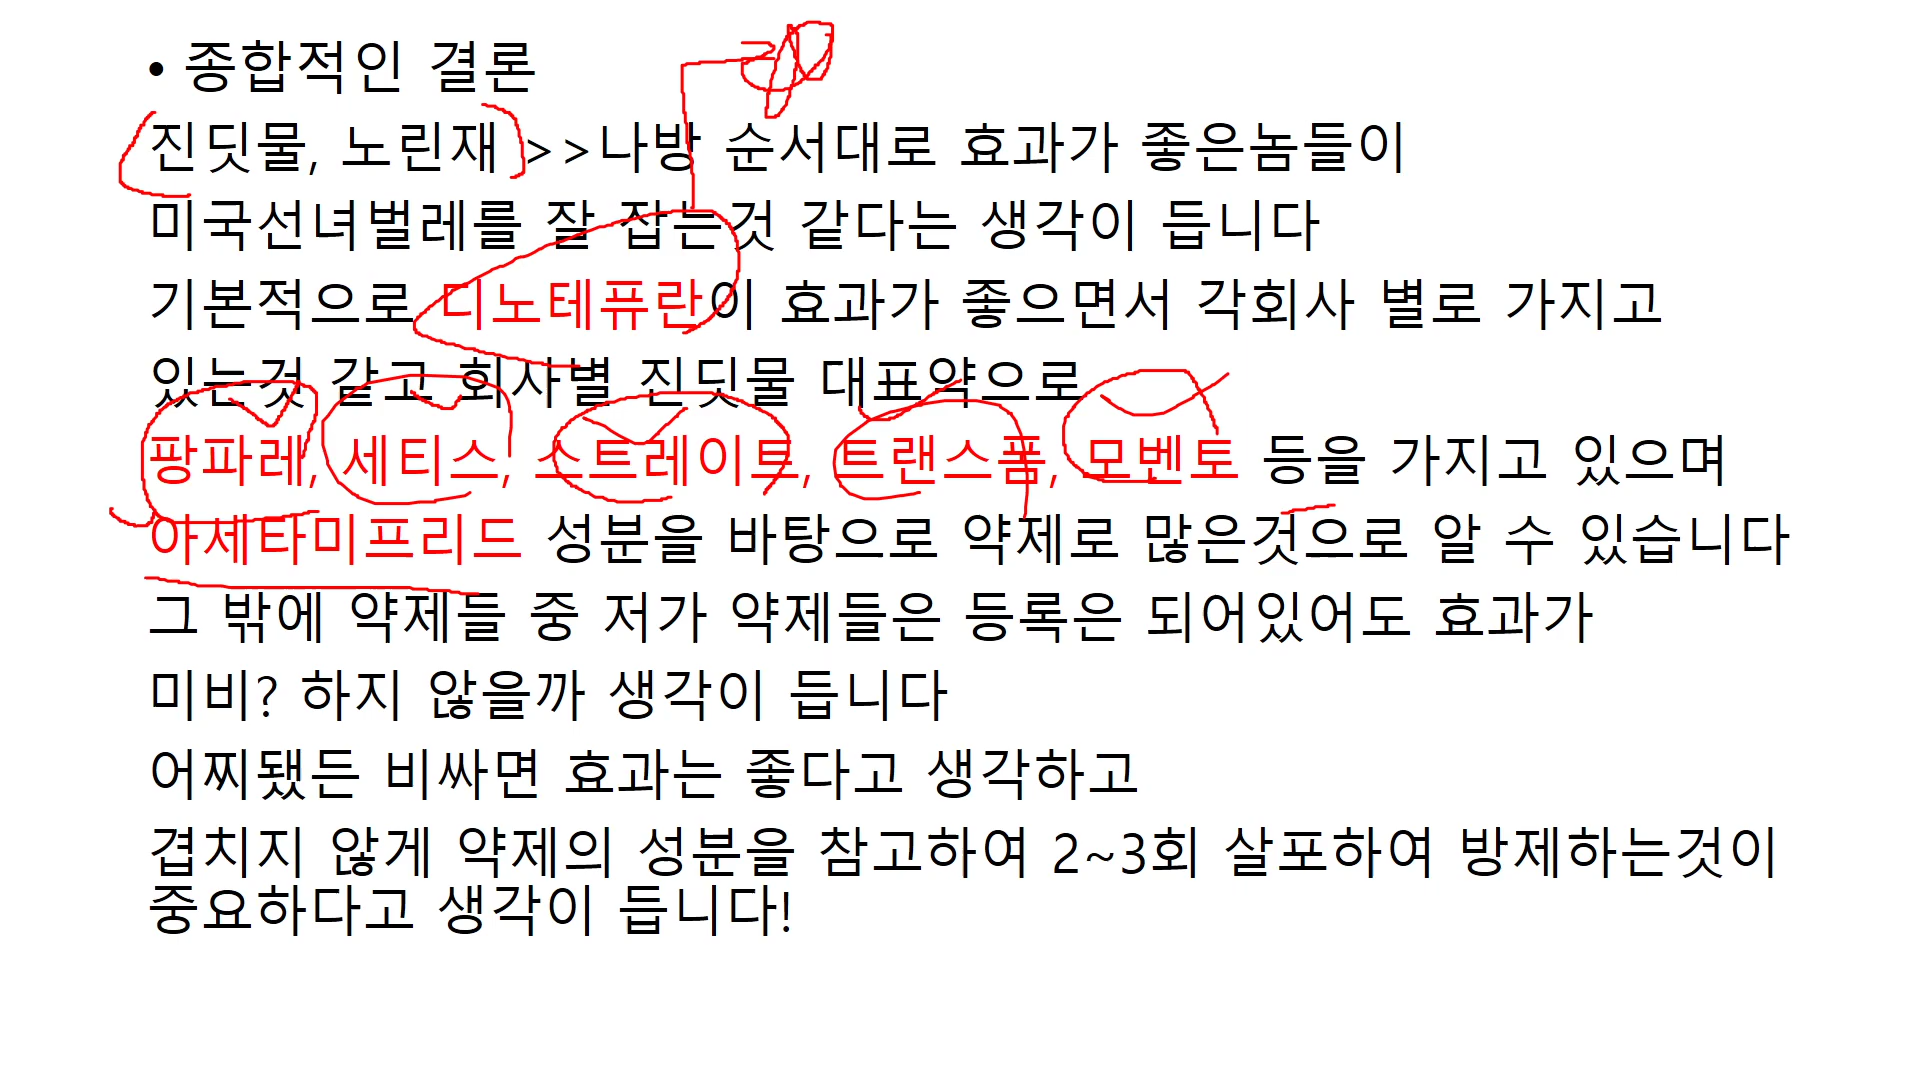 • 종합적인 결론
진딧물, 노린재 >>나방 순서대로 효과가 좋은놈들이
미국선녀벌레를 잘 잡는것 같다는 생각이 듭니다
기본적으로 디노테퓨란이 효과가 좋으면서 각회사 별로 가지고
있는것 같고 회사별 진딧물 대표약으로
팡파레, 세티스, 스트레이트, 트랜스폼, 모벤토 등을 가지고 있으며
아세타미프리드 성분을 바탕으로 약제로 많은것으로 알 수 있습니다
그 밖에 약제들 중 저가 약제들은 등록은 되어있어도 효과가
미비? 하지 않을까 생각이 듭니다
어찌됐든 비싸면 효과는 좋다고 생각하고
겹치지 않게 약제의 성분을 참고하여 2~3회 살포하여 방제하는것이
중요하다고 생각이 듭니다!